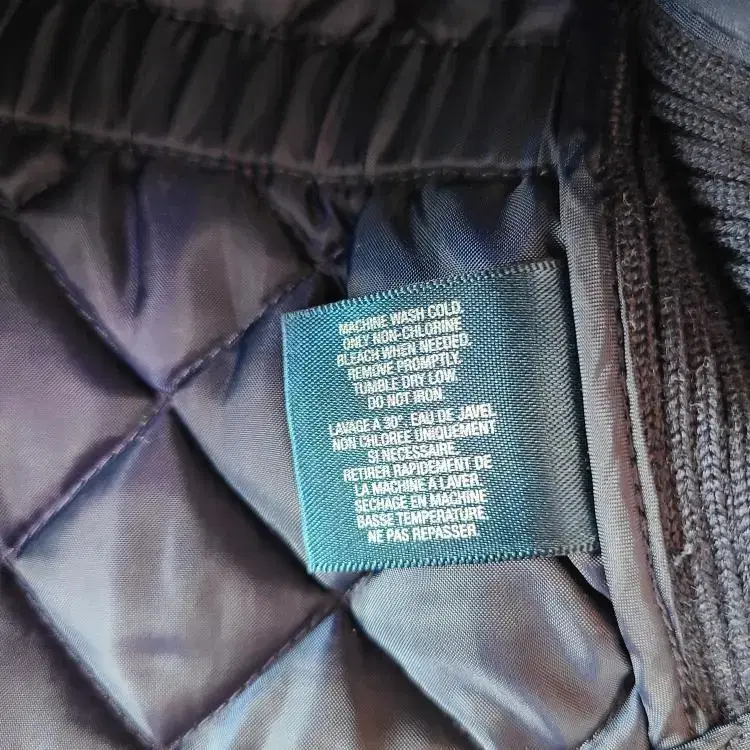 MACHINE WASH COLD.
ONLY NON-CHLORINE
BLEACH WHEN NEEDED.
REMOVE PROMPTLY.
TUMBLE DRY LOW.
DO NOT IRON.
LAVAGE A 30°. EAU DE JAVEL
NON CHLOREE UNIQUEMENT
SI NECESSAIRE.
RETIRER RAPIDEMENT DE
LA MACHINE A LAVER.
SECHAGE EN MACHINE
BASSE TEMPERATURE
NE PAS REPASSER.